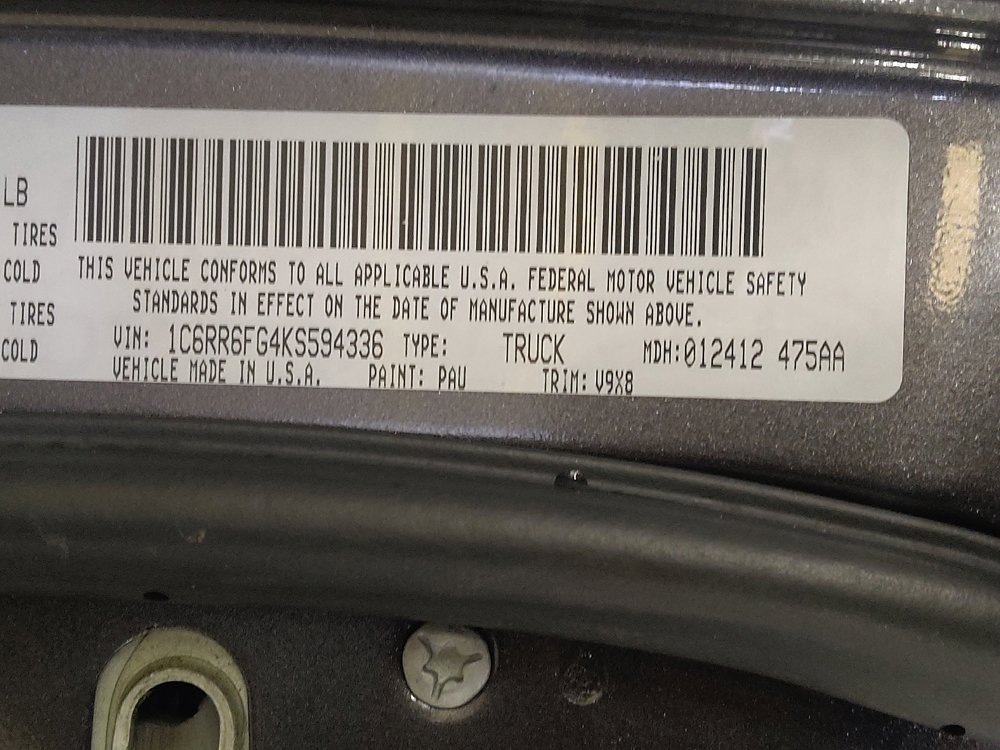 LB
TIRES
COLD
TIRES
COLD
THIS VEHICLE CONFORMS TO ALL APPLICABLE U.S.A. FEDERAL MOTOR VEHICLE SAFETY
STANDARDS IN EFFECT ON THE DATE OF MANUFACTURE SHOWN ABOVE.
VIN: 1C6RR6FG4KS594336 TYPE: TRUCK MDH:012412 475AA
VEHICLE MADE IN U.S.A. PAINT: PAU TRIM: V9X8